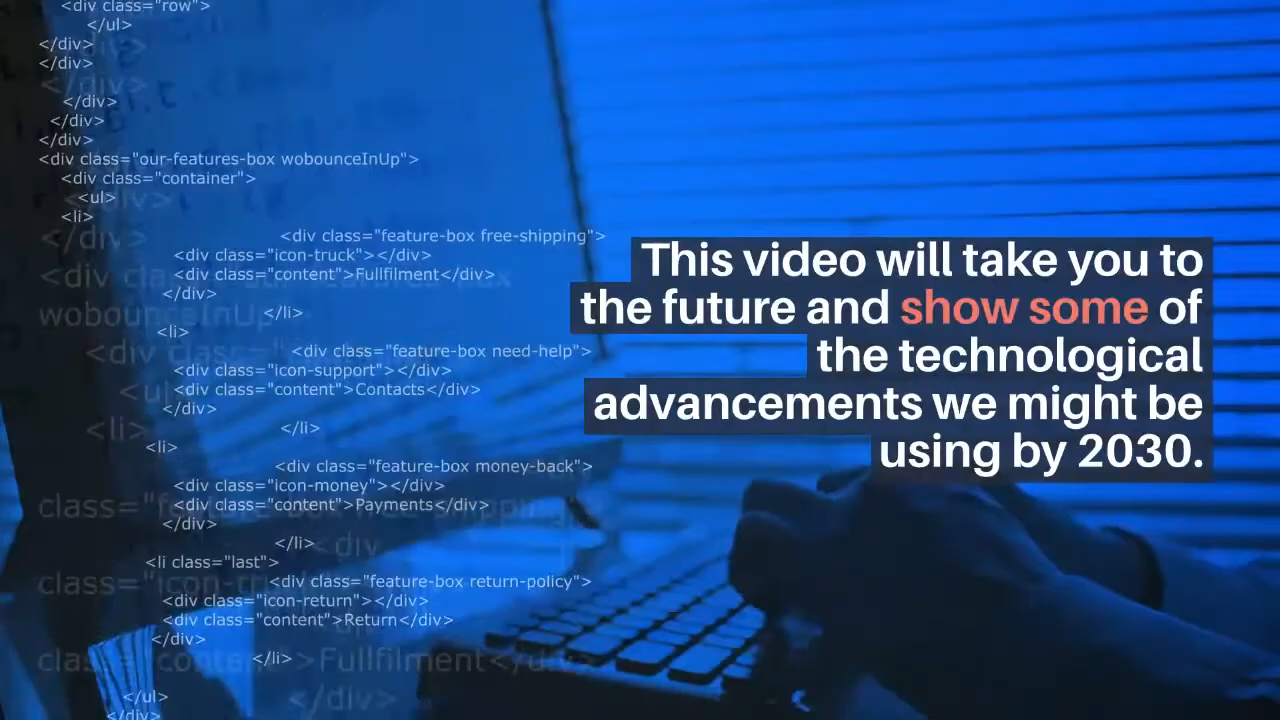 <div class="row">
</ul>
</div>
</div>
</div>
</div>
</div>
<div class="our-features-box wobounceInUp">
<div class="container">
<ul>
<li>
<div class="feature-box free-shipping">
<div class="icon-truck"></div>
<div class="content">Fullfilment</div>
</div>
</li>
<li>
<div class="feature-box need-help">
<div class="icon-support"></div>
<div class="content">Contacts</div>
</div>
</li>
<li>
<div class="feature-box money-back">
<div class="icon-money"></div>
<div class="content">Payments</div>
</div>
</li>
<li class="last">
<div class="feature-box return-policy">
<div class="icon-return"></div>
<div class="content">Return</div>
</div>
</li>
</ul>
</div>
This video will take you to
the future and show some of
the technological
advancements we might be
using by 2030.